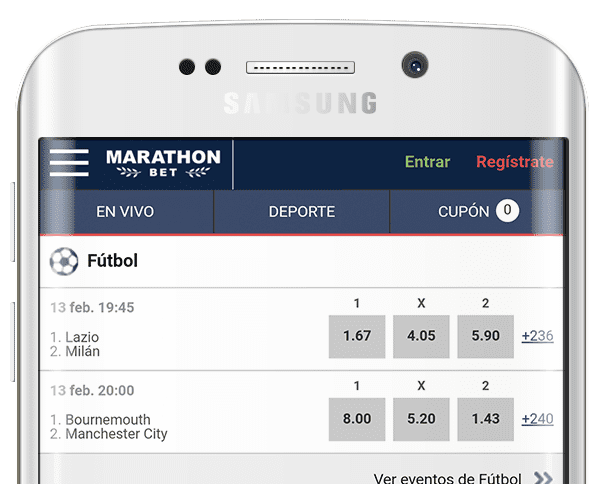 SAMSUNG
MARATHON
BET
Entrar
Regístrate
EN VIVO
DEPORTE
CUPÓN 0
Fútbol
13 feb. 19:45
1 X 2
1. Lazio
2. Milán
1.67 4.05 5.90 +236
13 feb. 20:00
1 X 2
1. Bournemouth
2. Manchester City
8.00 5.20 1.43 +240
Ver eventos de Fútbol